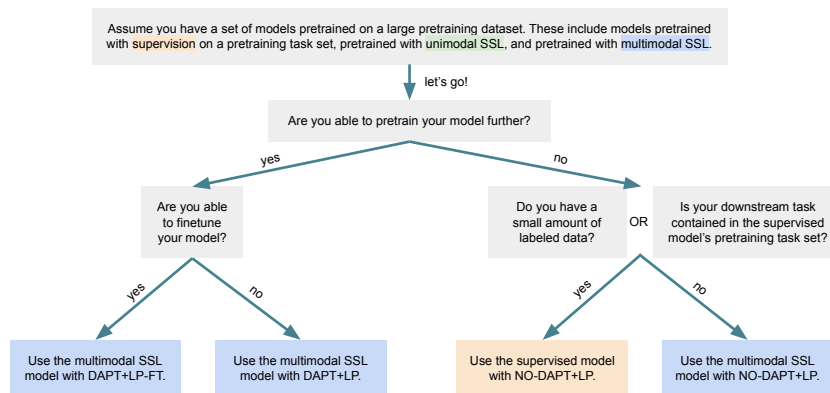 Assume you have a set of models pretrained on a large pretraining dataset. These include models pretrained
with supervision on a pretraining task set, pretrained with unimodal SSL, and pretrained with multimodal SSL.
let's go!
Are you able to pretrain your model further?
yes
no
Are you able
to finetune
your model?
Do you have a
small amount of
labeled data?
OR
Is your downstream task
contained in the supervised
model's pretraining task set?
yes
no
yes
no
Use the multimodal SSL
model with DAPT+LP-FT.
Use the multimodal SSL
model with DAPT+LP.
Use the supervised model
with NO-DAPT+LP.
Use the multimodal SSL
model with NO-DAPT+LP.